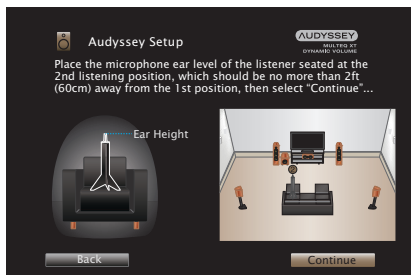 Audyssey Setup
AUDYSSEY
MULTEQ XT
DYNAMIC VOLUME
Place the microphone ear level of the listener seated at the
2nd listening position, which should be no more than 2ft
(60cm) away from the 1st position, then select “Continue”...
Ear Height
Back
Continue